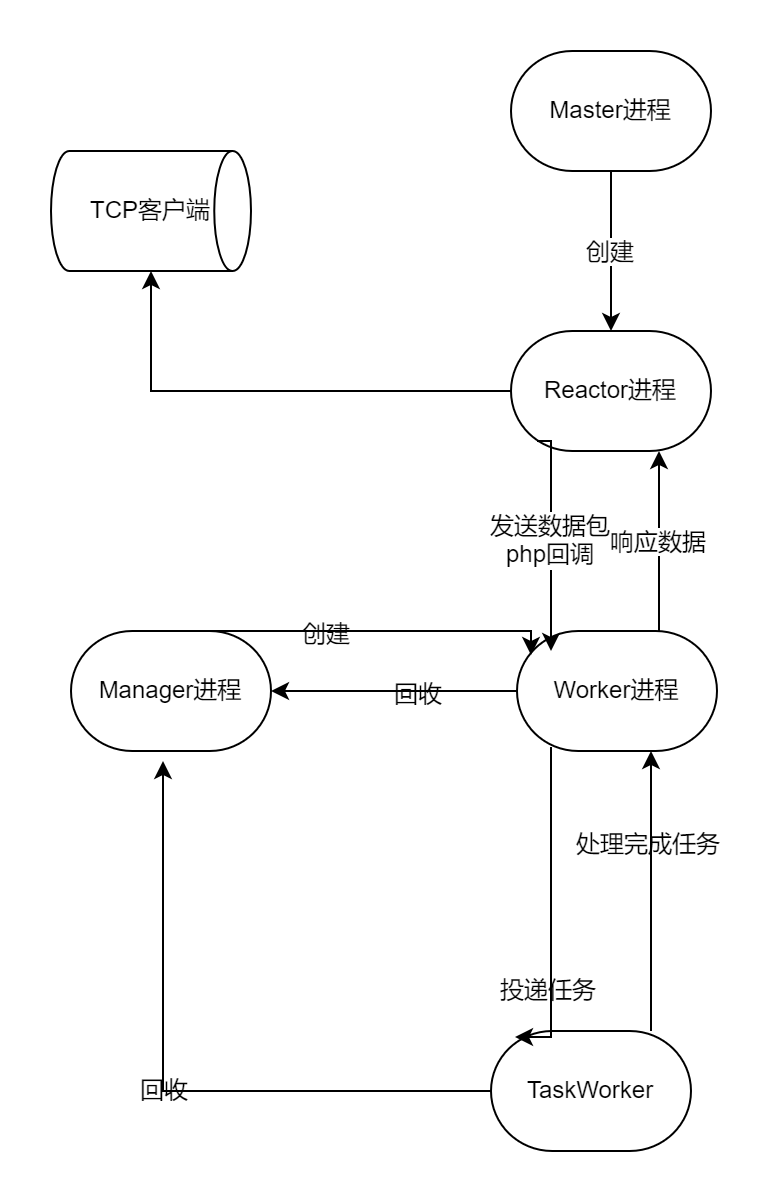 Master进程
TCP客户端
创建
Reactor进程
发送数据包
php回调
响应数据
创建
Manager进程
回收
Worker进程
处理完成任务
投递任务
回收
TaskWorker